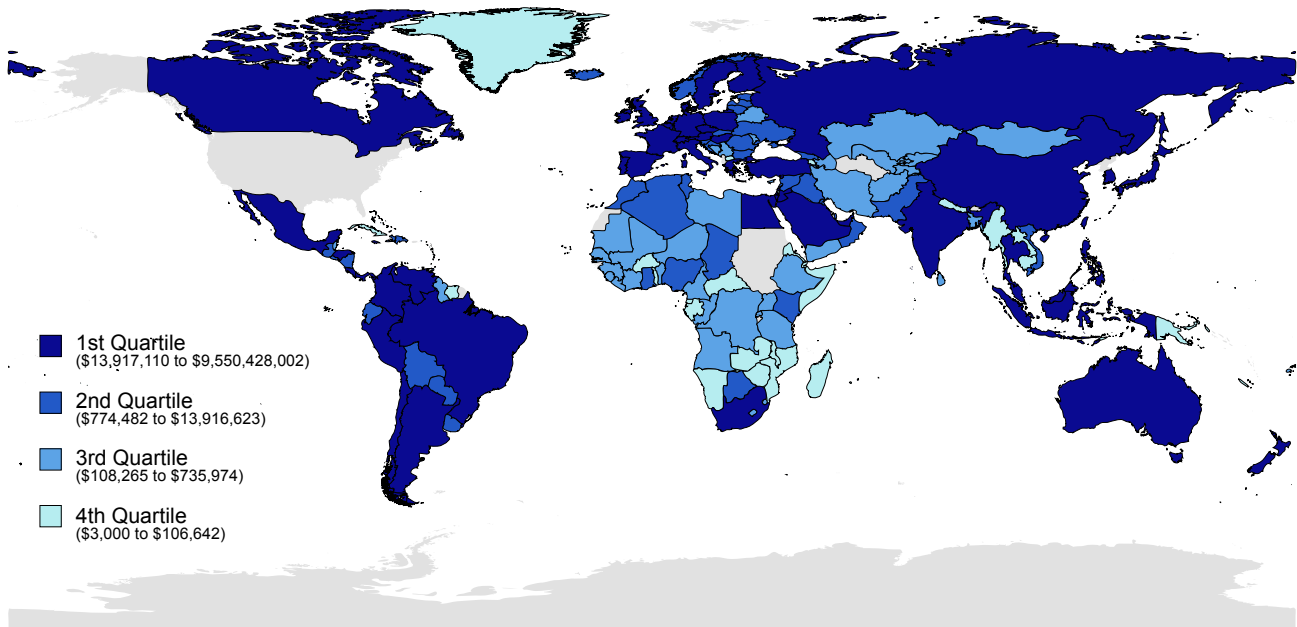 1st Quartile
($13,917,110 to $9,550,428,002)
2nd Quartile
($774,482 to $13,916,623)
3rd Quartile
($108,265 to $735,974)
4th Quartile
($3,000 to $106,642)